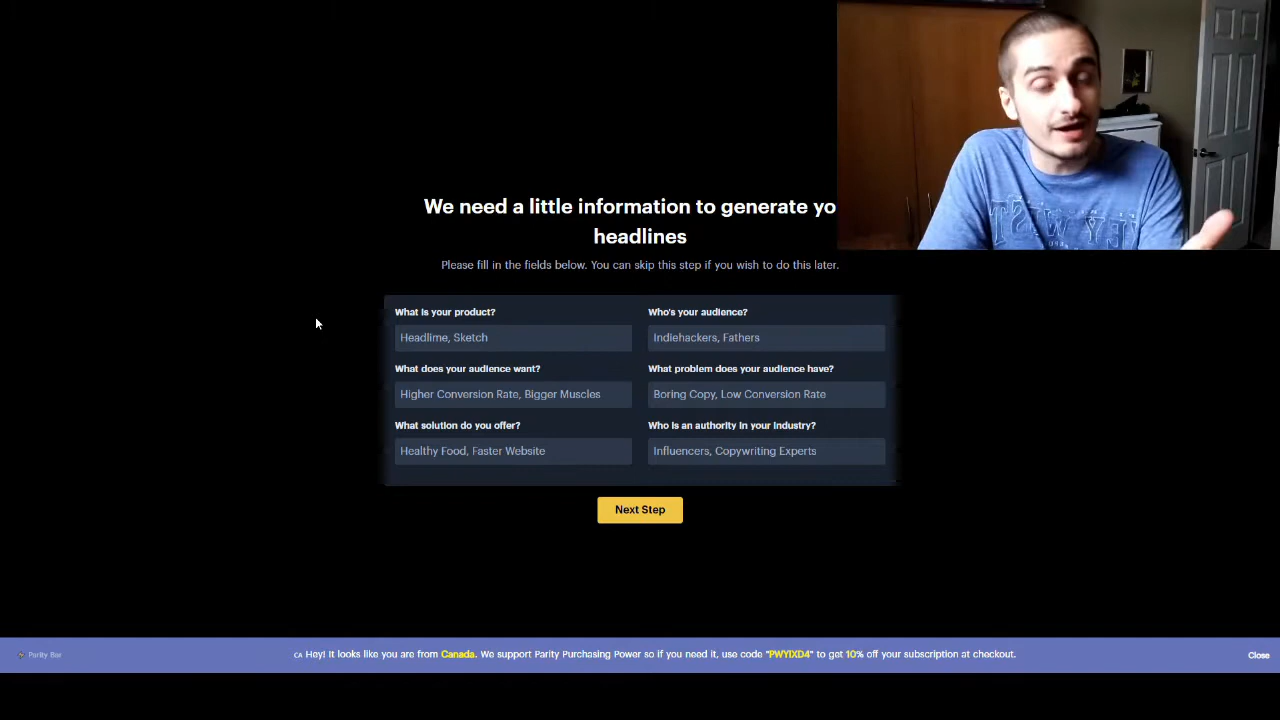 We need a little information to generate yo
headlines
Please fill in the fields below. You can skip this step if you wish to do this later.
What is your product?
Who's your audience?
Headlime, Sketch
Indiehackers, Fathers
What does your audience want?
What problem does your audience have?
Higher Conversion Rate, Bigger Muscles
Boring Copy, Low Conversion Rate
What solution do you offer?
Who is an authority in your industry?
Healthy Food, Faster Website
Influencers, Copywriting Experts
Next Step
Parity Bar
CA Hey! It looks like you are from Canada. We support Parity Purchasing Power so if you need it, use code "PWYIXD4" to get 10% off your subscription at checkout.
Close